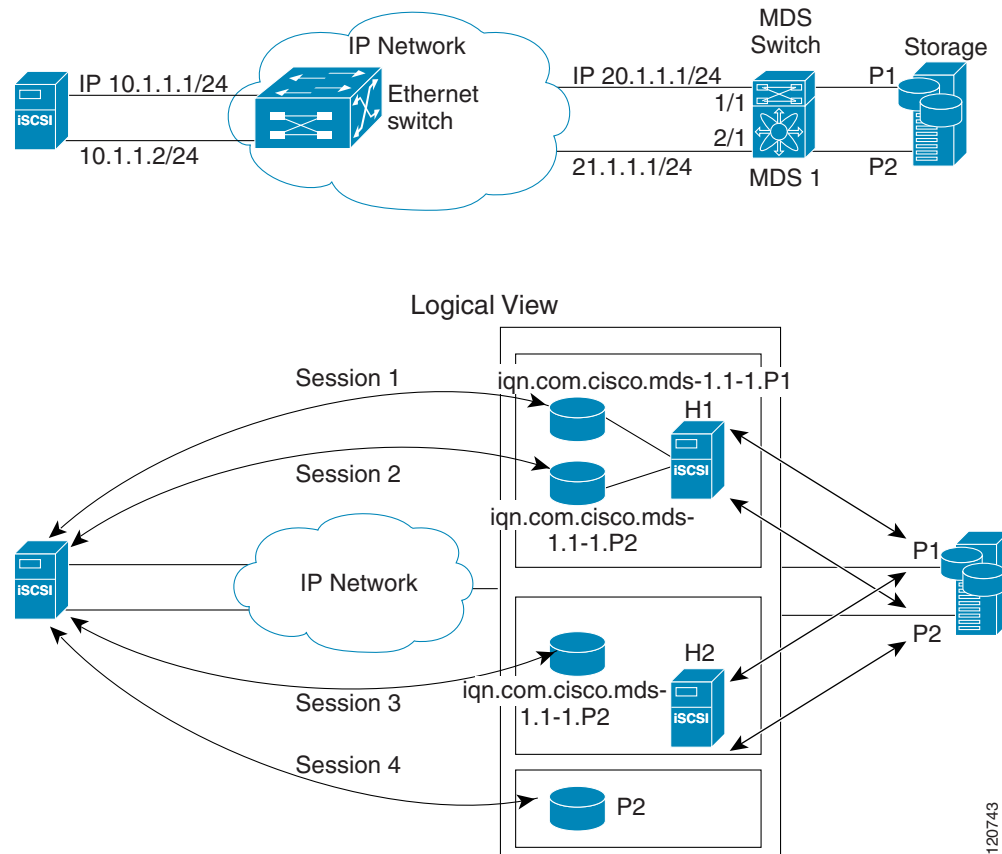 MDS
Switch
Storage
IP Network
IP 10.1.1.1/24
IP 20.1.1.1/24
P1
1/1
Ethernet
switch
iSCSI
2/1
10.1.1.2/24
21.1.1.1/24
MDS 1
P2
Logical View
Session 1
iqn.com.cisco.mds-1.1-1.P1
H1
iSCSI
Session 2
iqn.com.cisco.mds-
1.1-1.P2
P1
iSCSI
IP Network
P2
H2
Session 3
iqn.com.cisco.mds-
1.1-1.P2
iSCSI
Session 4
P2
120743